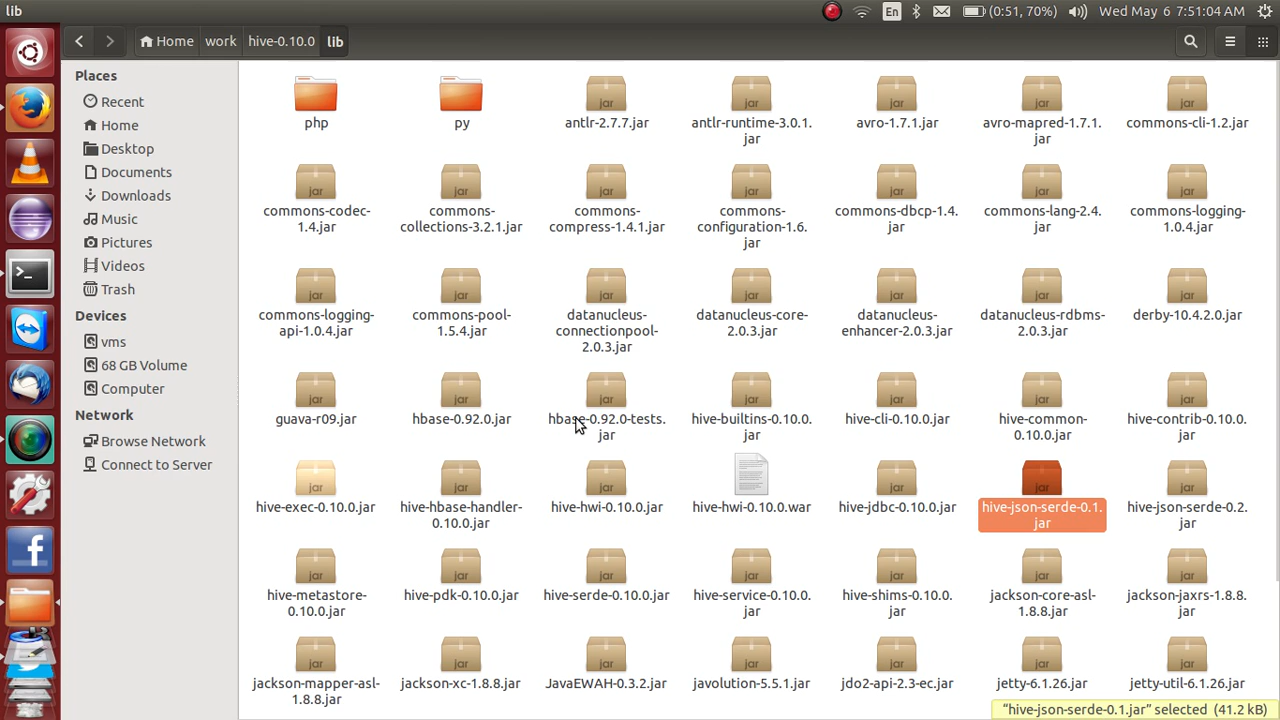 lib
En
(0:51, 70%)
Wed May 6 7:51:04 AM
Home
work
hive-0.10.0
lib
Places
Recent
Home
Desktop
Documents
Downloads
Music
Pictures
Videos
Trash
Devices
vms
68 GB Volume
Computer
Network
Browse Network
Connect to Server
php
py
jar
antlr-2.7.7.jar
jar
antlr-runtime-3.0.1.
jar
jar
avro-1.7.1.jar
jar
avro-mapred-1.7.1.
jar
jar
commons-cli-1.2.jar
jar
commons-codec-
1.4.jar
jar
commons-
collections-3.2.1.jar
jar
commons-
compress-1.4.1.jar
jar
commons-
configuration-1.6.
jar
jar
commons-dbcp-1.4.
jar
jar
commons-lang-2.4.
jar
jar
commons-logging-
1.0.4.jar
jar
commons-logging-
api-1.0.4.jar
jar
commons-pool-
1.5.4.jar
jar
datanucleus-
connectionpool-
2.0.3.jar
jar
datanucleus-core-
2.0.3.jar
jar
datanucleus-
enhancer-2.0.3.jar
jar
datanucleus-rdbms-
2.0.3.jar
jar
derby-10.4.2.0.jar
jar
guava-r09.jar
jar
hbase-0.92.0.jar
jar
hbase-0.92.0-tests.
jar
jar
hive-builtins-0.10.0.
jar
jar
hive-cli-0.10.0.jar
jar
hive-common-
0.10.0.jar
jar
hive-contrib-0.10.0.
jar
jar
hive-exec-0.10.0.jar
jar
hive-hbase-handler-
0.10.0.jar
jar
hive-hwi-0.10.0.jar
hive-hwi-0.10.0.war
jar
hive-jdbc-0.10.0.jar
jar
hive-json-serde-0.1.
jar
jar
hive-json-serde-0.2.
jar
jar
hive-metastore-
0.10.0.jar
jar
hive-pdk-0.10.0.jar
jar
hive-serde-0.10.0.jar
jar
hive-service-0.10.0.
jar
jar
hive-shims-0.10.0.
jar
jar
jackson-core-asl-
1.8.8.jar
jar
jackson-jaxrs-1.8.8.
jar
jar
jackson-mapper-asl-
1.8.8.jar
jar
jackson-xc-1.8.8.jar
jar
JavaEWAH-0.3.2.jar
jar
javolution-5.5.1.jar
jar
jdo2-api-2.3-ec.jar
jar
jetty-6.1.26.jar
jar
jetty-util-6.1.26.jar
"hive-json-serde-0.1.jar" selected (41.2 kB)